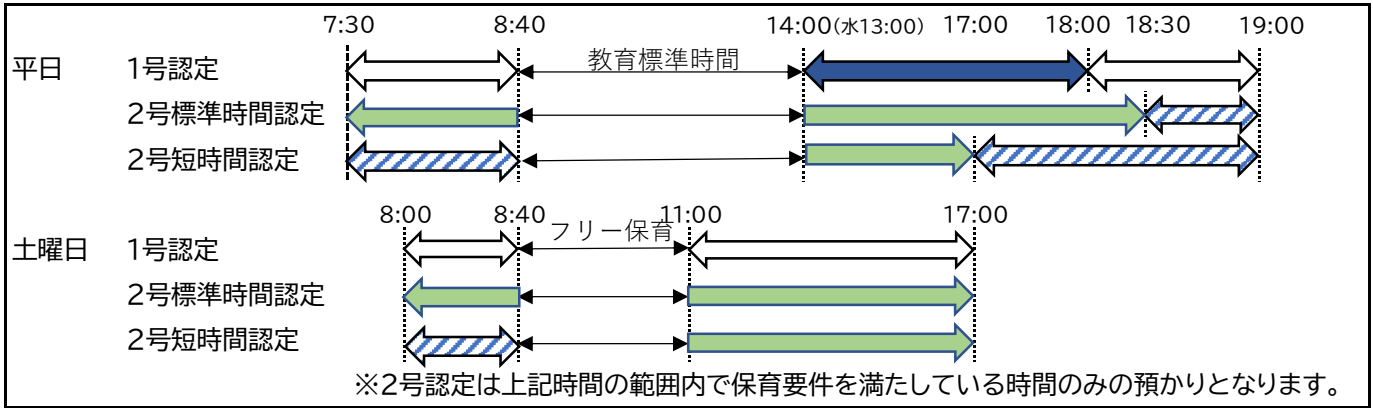 7:30 8:40 14:00(水13:00) 17:00 18:00 18:30 19:00
平日 1号認定 教育標準時間
2号標準時間認定
2号短時間認定
8:00 8:40 11:00 17:00
フリー保育
土曜日 1号認定
2号標準時間認定
2号短時間認定
※2号認定は上記時間の範囲内で保育要件を満たしている時間のみの預かりとなります。